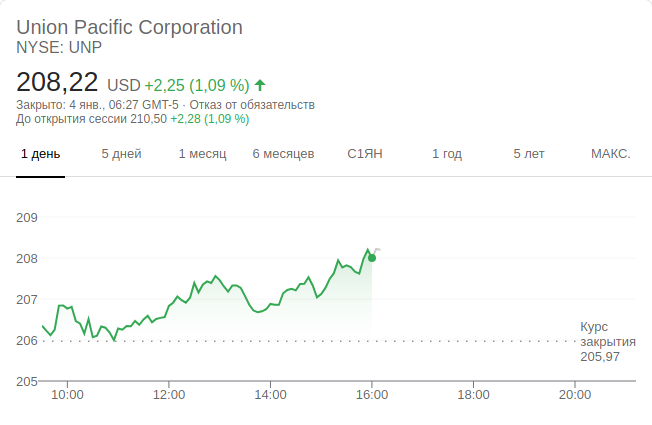 Union Pacific Corporation
NYSE: UNP
208,22 USD +2,25 (1,09 %)
Закрыто: 4 янв., 06:27 GMT-5 · Отказ от обязательств
До открытия сессии 210,50 +2,28 (1,09 %)
1 день 5 дней 1 месяц 6 месяцев С1ЯН 1 год 5 лет МАКС.
209
208
207
206
205
Курс
закрытия
205,97
10:00 12:00 14:00 16:00 18:00 20:00